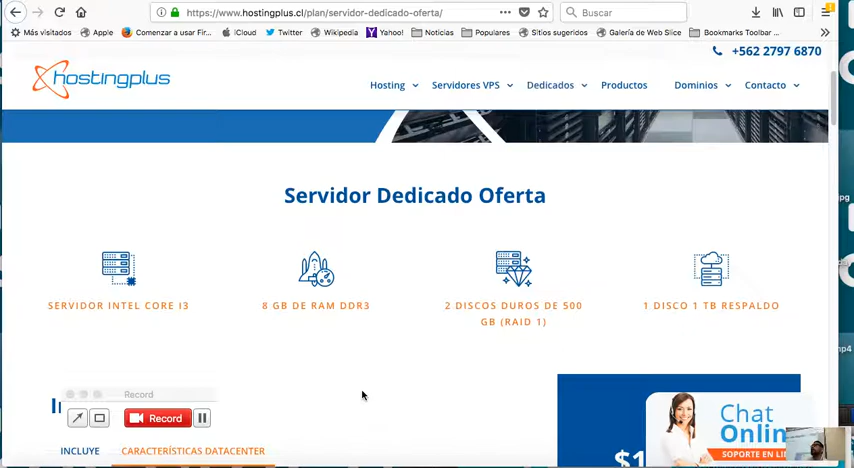 https://www.hostingplus.cl/plan/servidor-dedicado-oferta/
Buscar
Más visitados
Apple
Comenzar a usar Fir...
iCloud
Twitter
Wikipedia
Yahoo!
Noticias
Populares
Sitios sugeridos
Galería de Web Slice
Bookmarks Toolbar ...
+562 2797 6870
hostingplus
Hosting
Servidores VPS
Dedicados
Productos
Dominios
Contacto
Servidor Dedicado Oferta
SERVIDOR INTEL CORE I3
8 GB DE RAM DDR3
2 DISCOS DUROS DE 500
GB (RAID 1)
1 DISCO 1 TB RESPALDO
jpg
mp4
Record
Record
INCLUYE
CARACTERÍSTICAS DATACENTER
$1
Chat
Onlin
SOPORTE EN LI